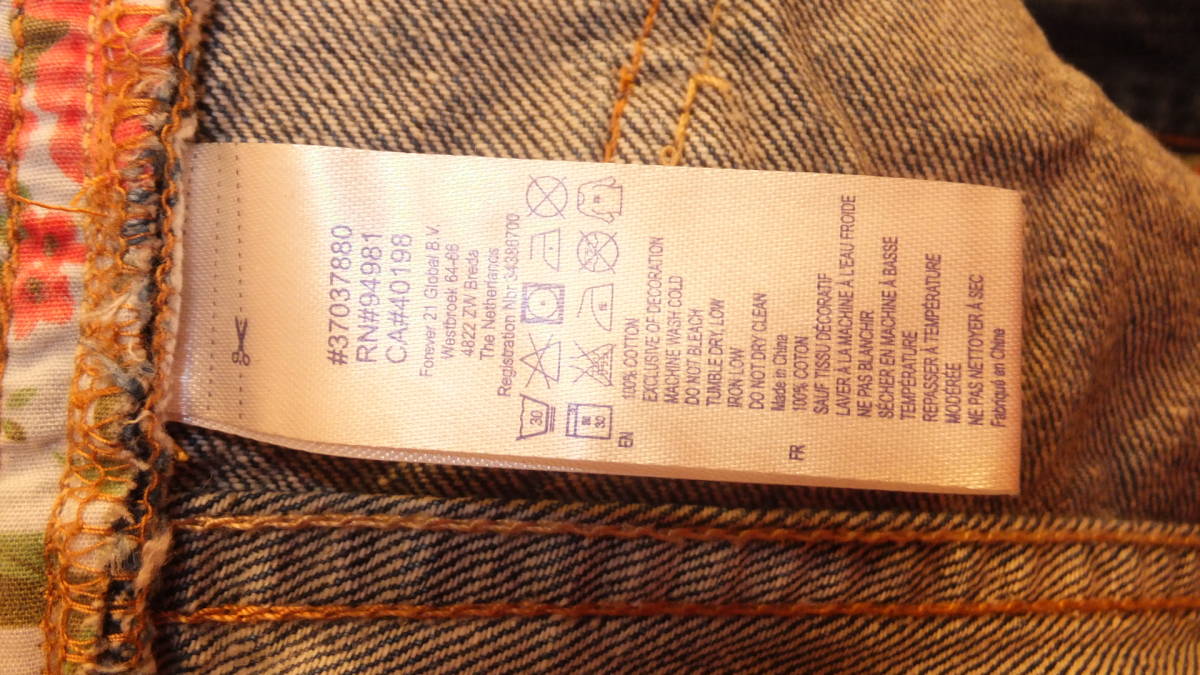 #37037880
RN#94981
CA#40198
Forever 21 Global B.V.
Westbroek 64-66
4822 ZW Breda
The Netherlands
Registration Nbr 34386700
30
30
EN
100% COTTON
EXCLUSIVE OF DECORATION
MACHINE WASH COLD
DO NOT BLEACH
TUMBLE DRY LOW
IRON LOW
DO NOT DRY CLEAN
Made in China
FR
100% COTON
SAUF TISSU DÉCORATIF
LAVER À LA MACHINE À L'EAU FROIDE
NE PAS BLANCHIR
SÉCHER EN MACHINE À BASSE
TEMPÉRATURE
REPASSER À TEMPÉRATURE
MODÉRÉE
NE PAS NETTOYER À SEC
Fabriqué en Chine